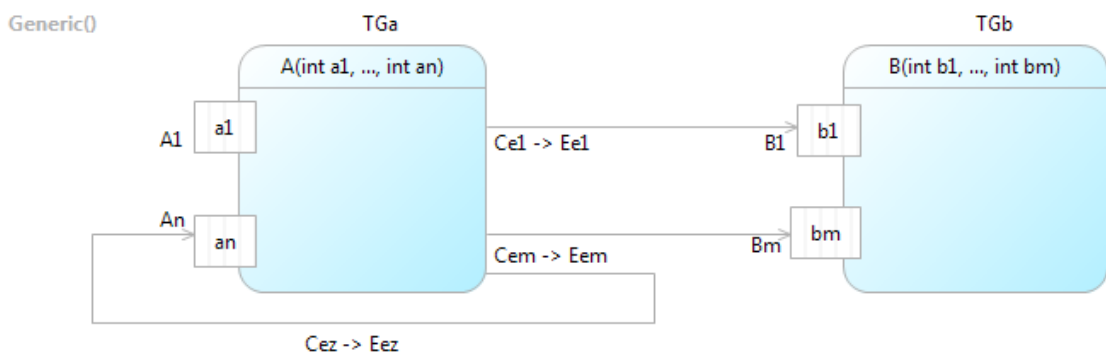 Generic()
TGa
TGb
A(int a1, ..., int an)
B(int b1, ..., int bm)
A1
a1
Ce1 -> Ee1
B1
b1
An
an
Cem -> Eem
Bm
bm
Cez -> Eez